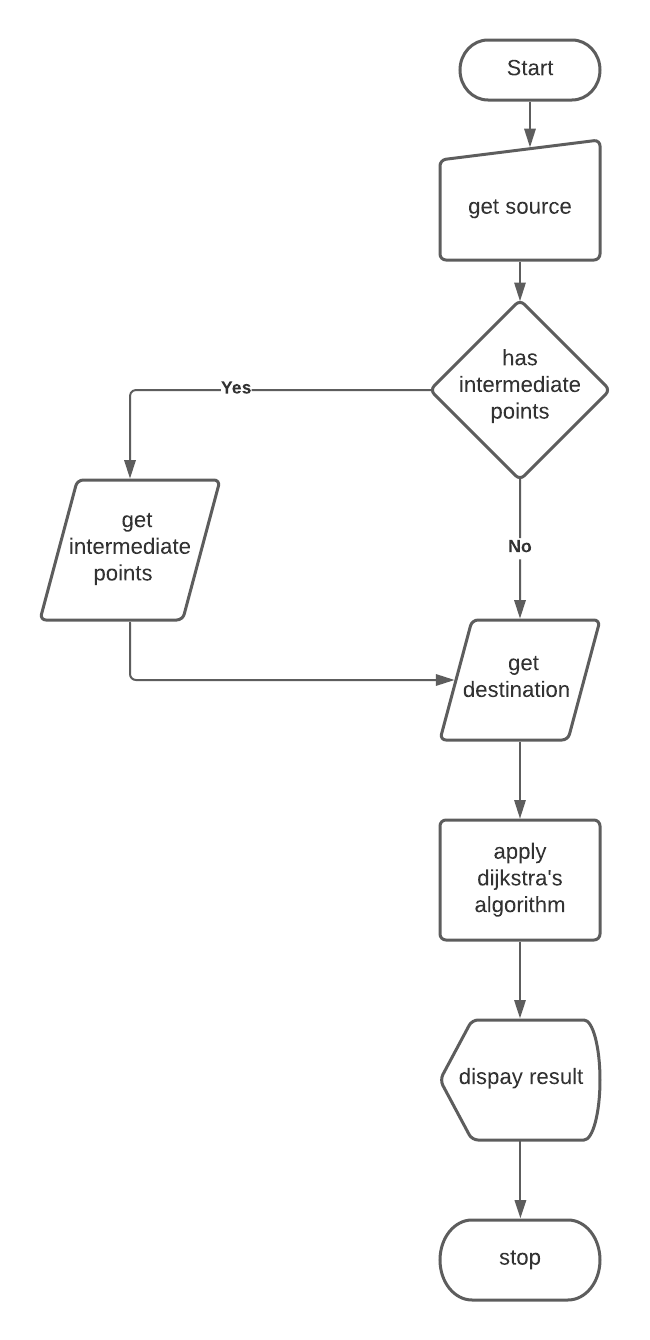 Start
get source
has
intermediate
points
Yes
get
intermediate
points
No
get
destination
apply
dijkstra's
algorithm
dispay result
stop